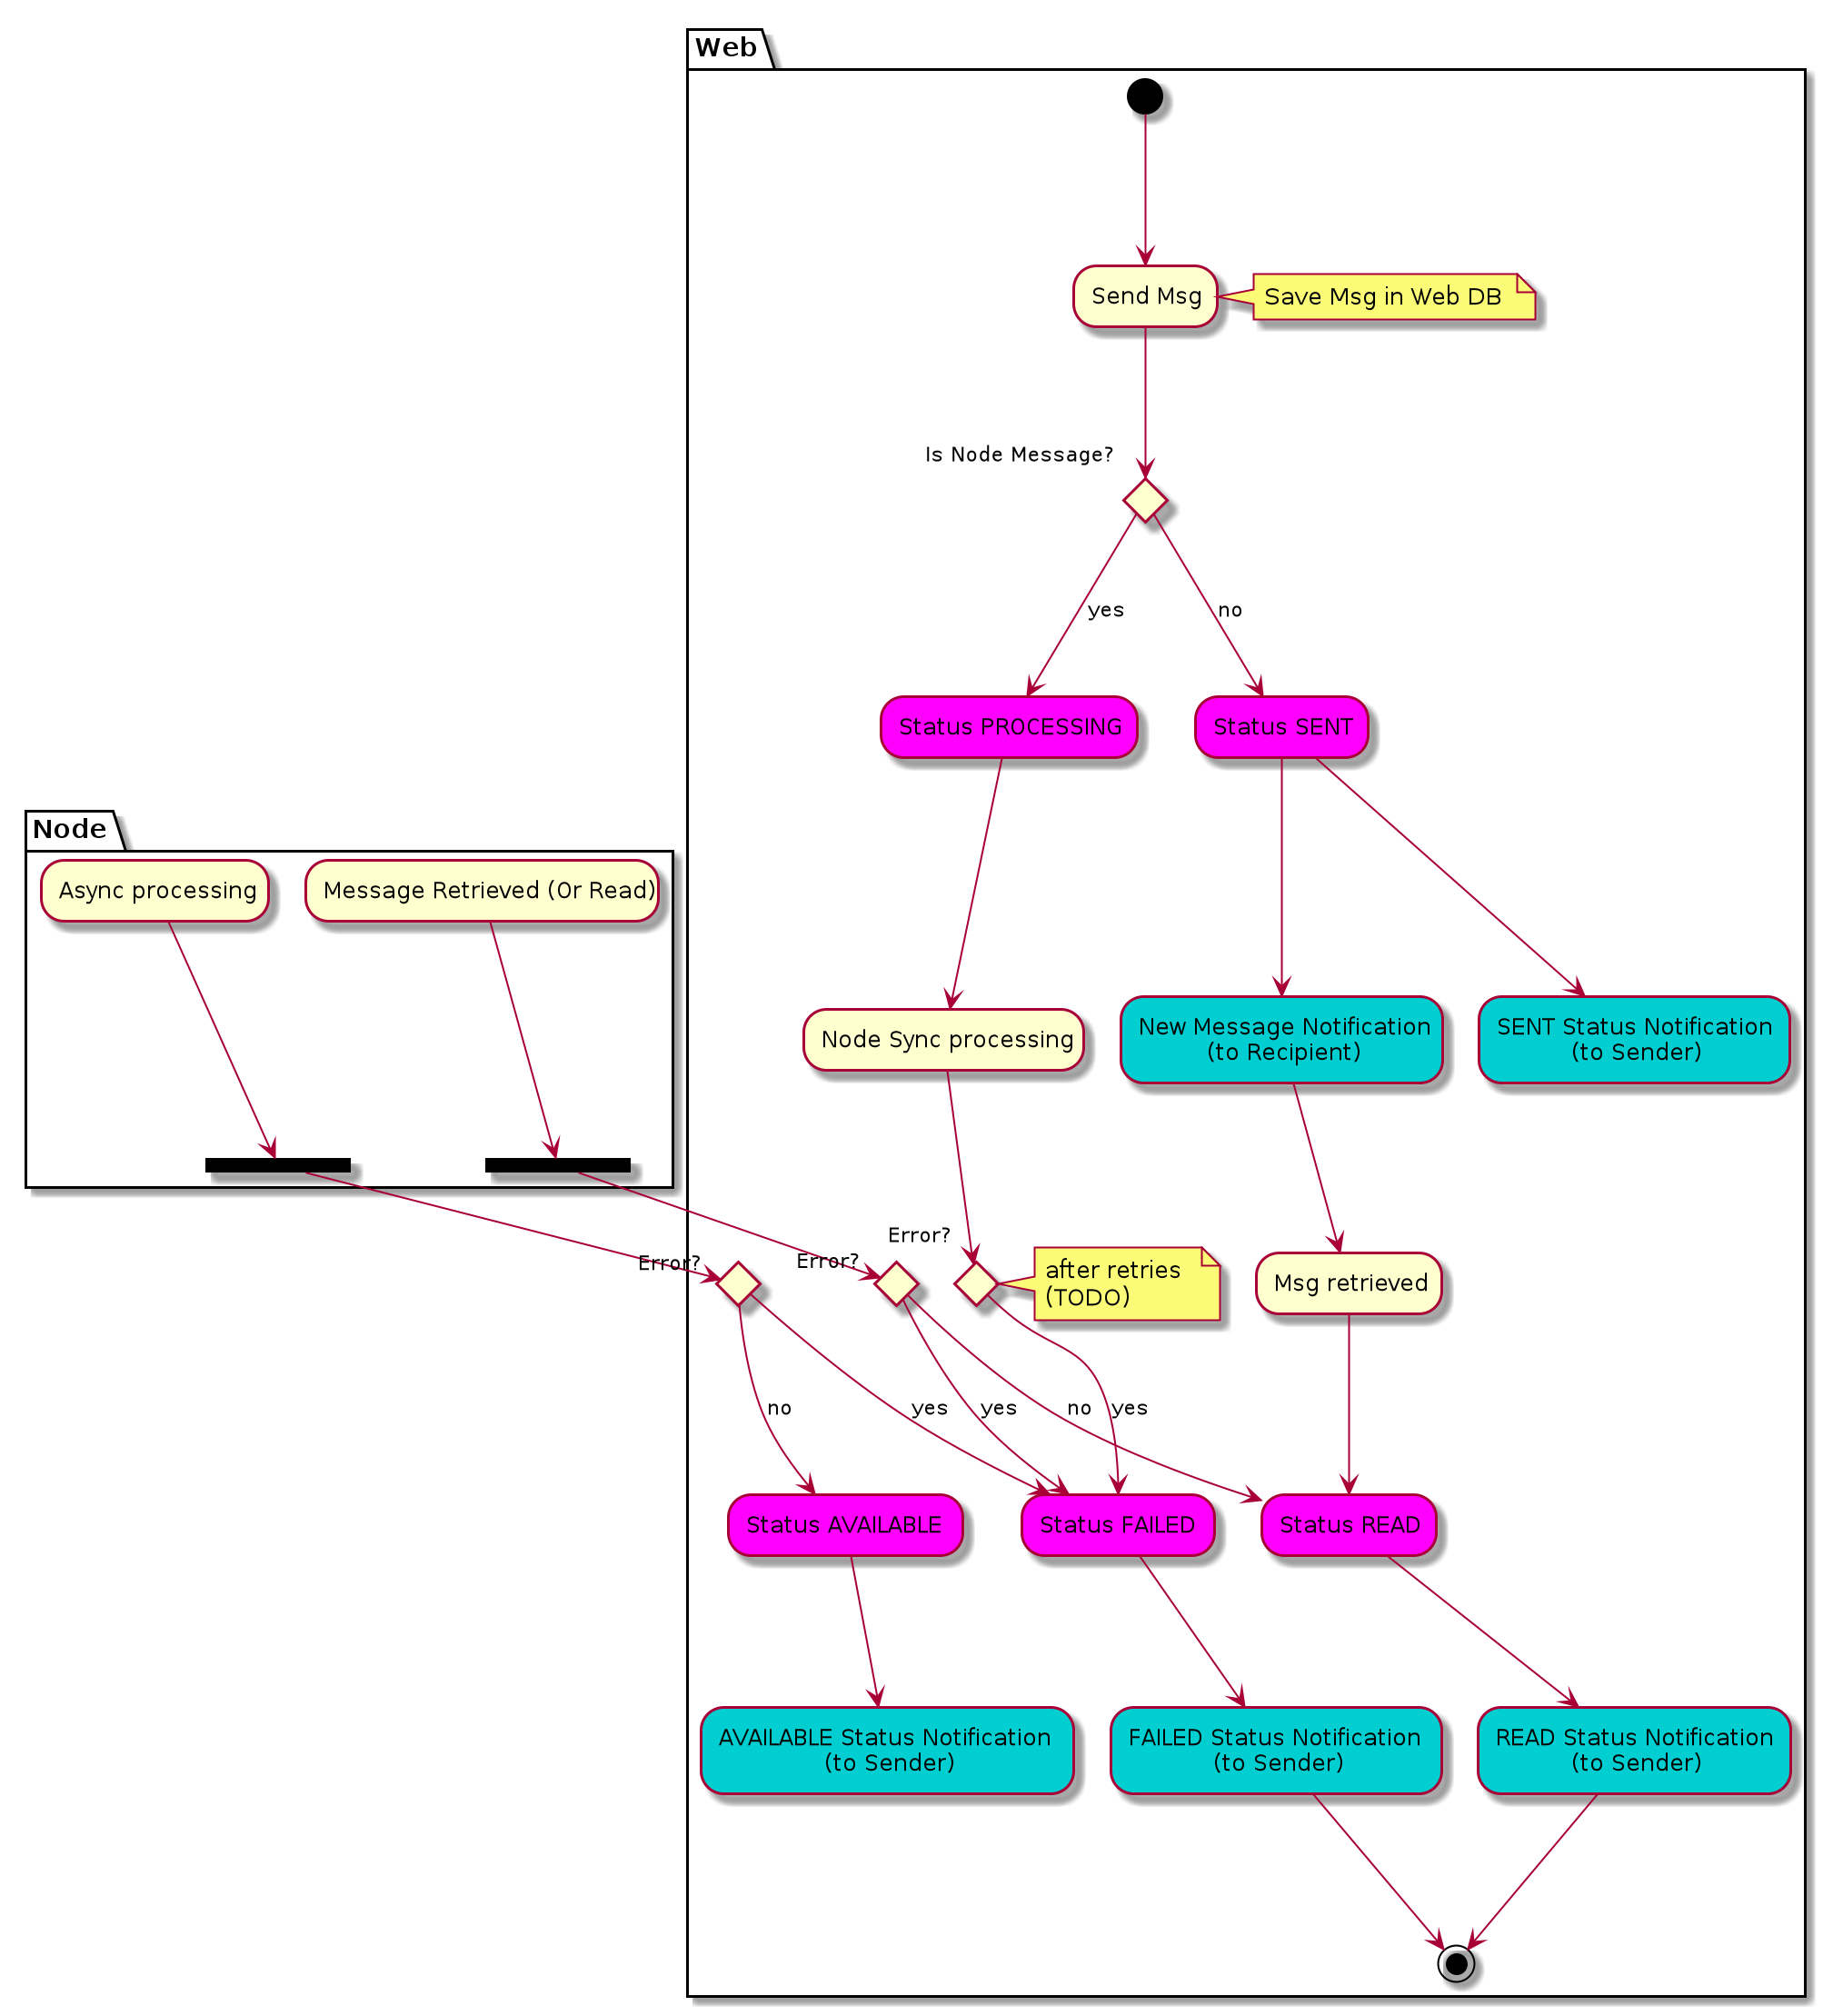 Web
Send Msg
Save Msg in Web DB
Is Node Message?
yes
no
Status PROCESSING
Status SENT
Node
Async processing
Message Retrieved (Or Read)
Node Sync processing
New Message Notification
(to Recipient)
SENT Status Notification
(to Sender)
Error?
Error?
Error?
after retries
(TODO)
Msg retrieved
no
yes
yes
no
yes
Status AVAILABLE
Status FAILED
Status READ
AVAILABLE Status Notification
(to Sender)
FAILED Status Notification
(to Sender)
READ Status Notification
(to Sender)